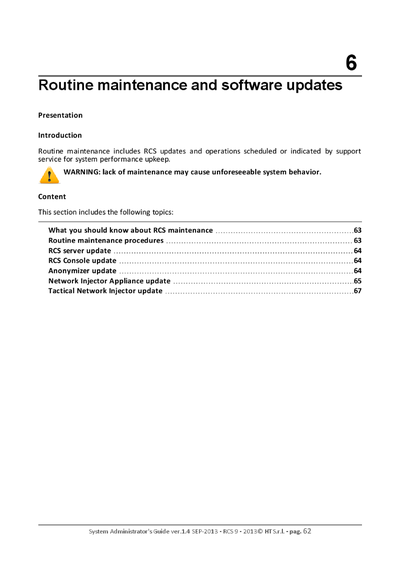 6
Routine maintenance and software updates
Presentation
Introduction
Routine maintenance includes RCS updates and operations scheduled or indicated by support
service for system performance upkeep.
WARNING: lack of maintenance may cause unforeseeable system behavior.
Content
This section includes the following topics:
What you should know about RCS maintenance 63
Routine maintenance procedures 63
RCS server update 64
RCS Console update 64
Anonymizer update 64
Network Injector Appliance update 65
Tactical Network Injector update 67
System Administrator's Guide ver.1.4 SEP-2013 - RCS 9 - 2013© HT S.r.l. - pag. 62